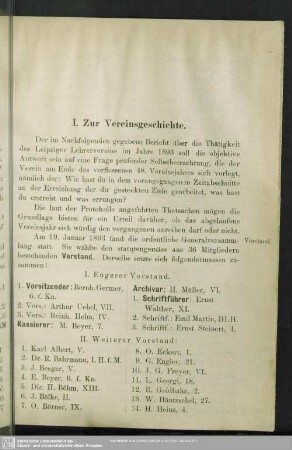 I. Zur Vereinsgeschichte.
Der im Nachfolgenden gegebene Bericht über die Thätigkeit
des Leipziger Lehrervereins im Jahre 1893 soll die objektive
Antwort sein auf eine Frage prüfender Selbstbetrachtung, die der
Verein am Ende des verflossenen 48. Vereinsjahres sich vorlegt,
nämlich der: Wie hast du in dem vorangegangenen Zeitabschnitte
an der Erreichung der dir gesteckten Ziele gearbeitet, was hast
du erstrebt und was errungen?
Die laut der Protokolle angeführten Thatsachen mögen die
Grundlage bieten für ein Urteil darüber, ob das abgelaufene
Vereinsjahr sich würdig den vergangenen anreihen darf oder nicht.
Am 19. Januar 1893 fand die ordentliche Generalversamm- Vorstand.
lung statt. Sie wählte den statutengemäss aus 36 Mitgliedern
bestehenden Vorstand. Derselbe setzte sich folgendermassen zu-
sammen:
I. Engerer Vorstand.
1. Vorsitzender: Bernh. Germer,
6. f. Kn.
2. Vors.: Arthur Uebel, VII.
3. Vors.: Reinh. Helm, IV.
Kassierer: M. Beyer, 7.
Archivar: H. Müller, VI.
1. Schriftführer: Ernst
Walther, XI.
2. Schriftf.: Emil Martin, III. H.
3. Schriftf.: Ernst Steinert, 1.
II. Weiterer Vorstand:
1. Karl Albert, V.
2. Dr. R. Bahrmann, I. H. f. M.
3. J. Beeger, V.
4. R. Beyer, 6. f. Kn.
5. Dir. H. Böhm, XIII.
6. J. Bölke, II.
7. O. Börner, IX.
8. O. Eckert, 1.
9. G. Engler, 21.
10. J. G. Freyer, VI.
11. L. Georgi, 18.
12. R. Goldhahn, 2.
13. W. Häntzschel, 27.
14. H. Heinz, 4.